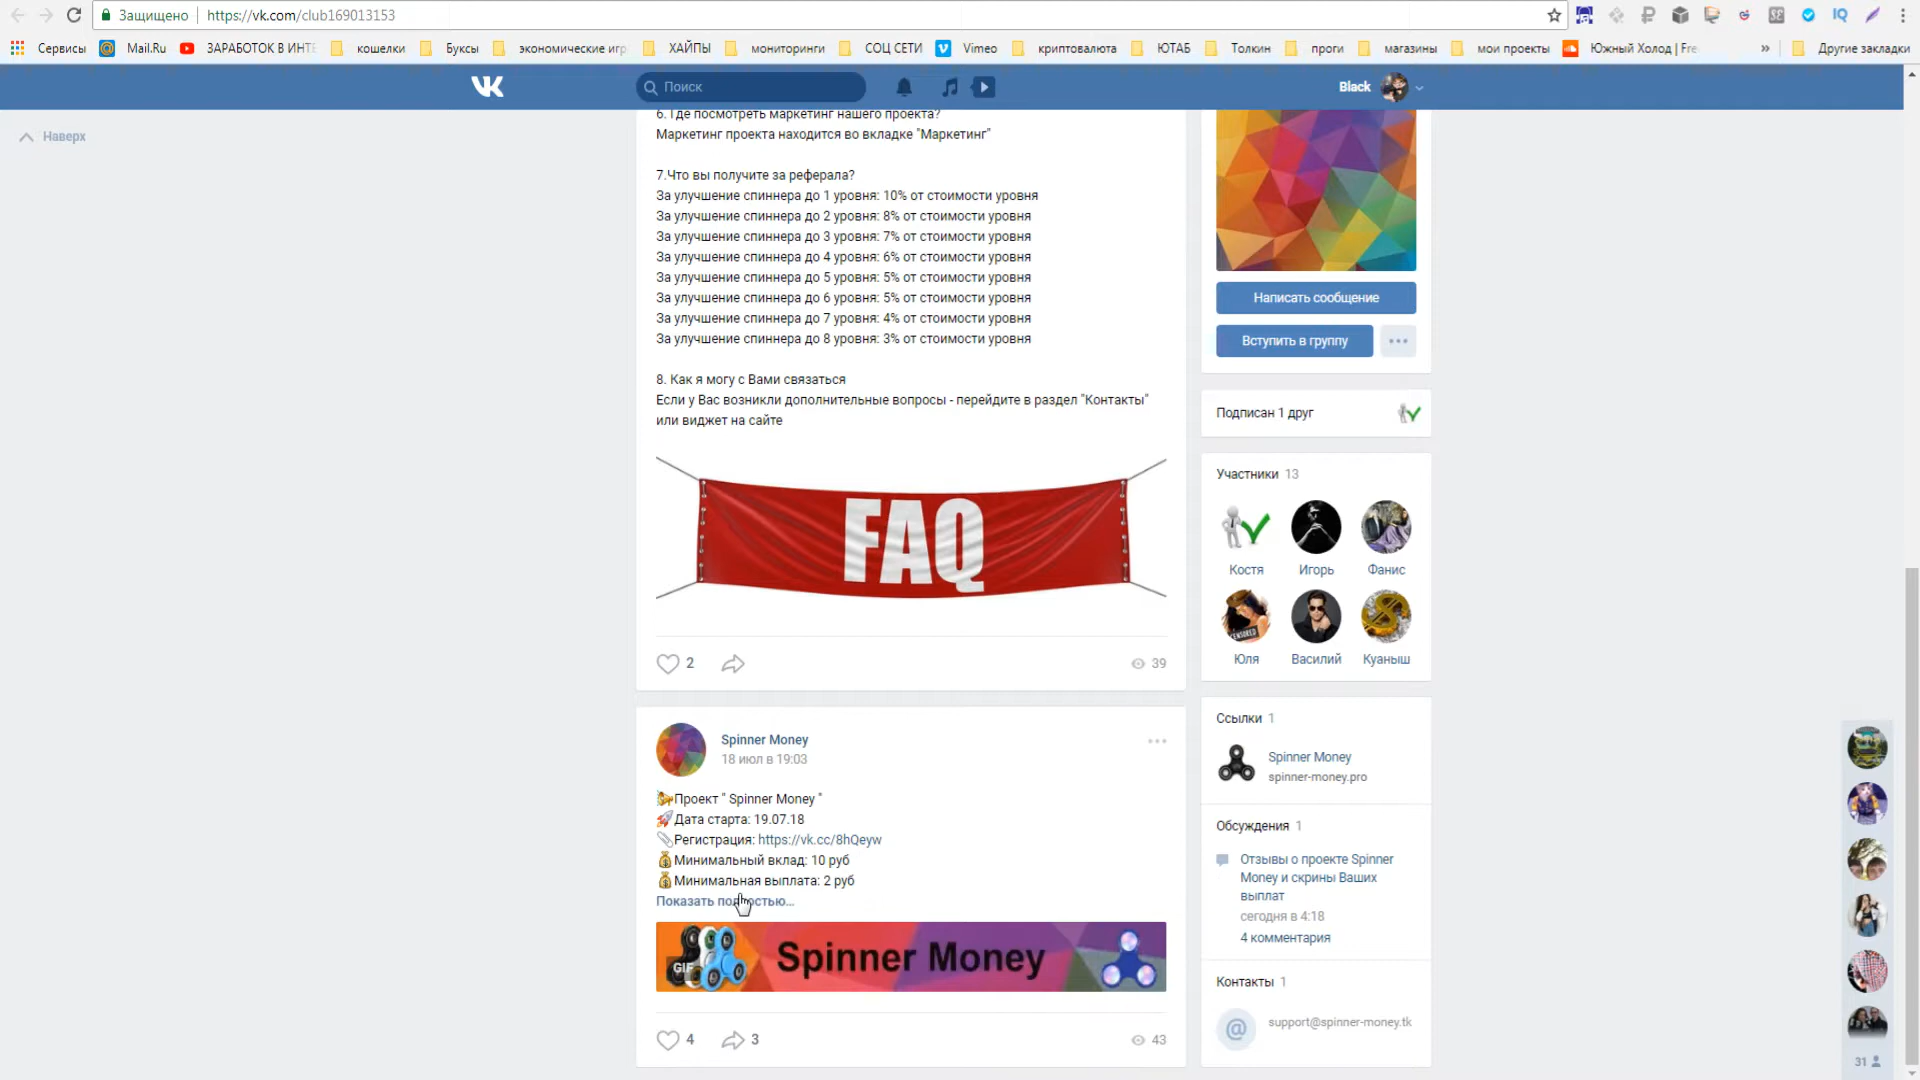 Защищено
https://vk.com/club169013153
Сервисы
Mail.Ru
ЗАРАБОТОК В ИНТЕ
кошелки
Буксы
экономические игр
ХАЙПЫ
мониторинги
СОЦ СЕТИ
Vimeo
криптовалюта
ЮТАБ
Толкин
проги
магазины
мои проекты
Южный Холод | Fre
»
Другие закладки
Поиск
Black
Наверх
6. Где посмотреть маркетинг нашего проекта?
Маркетинг проекта находится во вкладке "Маркетинг"
7.Что вы получите за реферала?
За улучшение спиннера до 1 уровня: 10% от стоимости уровня
За улучшение спиннера до 2 уровня: 8% от стоимости уровня
За улучшение спиннера до 3 уровня: 7% от стоимости уровня
За улучшение спиннера до 4 уровня: 6% от стоимости уровня
За улучшение спиннера до 5 уровня: 5% от стоимости уровня
За улучшение спиннера до 6 уровня: 5% от стоимости уровня
За улучшение спиннера до 7 уровня: 4% от стоимости уровня
За улучшение спиннера до 8 уровня: 3% от стоимости уровня
8. Как я могу с Вами связаться
Если у Вас возникли дополнительные вопросы - перейдите в раздел "Контакты"
или виджет на сайте
FAQ
2
39
Spinner Money
18 июл в 19:03
Проект " Spinner Money "
Дата старта: 19.07.18
Регистрация: https://vk.cc/8hQeyw
Минимальный вклад: 10 руб
Минимальная выплата: 2 руб
Показать полностью...
GIF
Spinner Money
4
3
43
Написать сообщение
Вступить в группу
Подписан 1 друг
Участники 13
Костя
Игорь
Фанис
CENSORED
Юля
Василий
Куаныш
Ссылки 1
Spinner Money
spinner-money.pro
Обсуждения 1
Отзывы о проекте Spinner
Money и скрины Ваших
выплат
сегодня в 4:18
4 комментария
Контакты 1
@
support@spinner-money.tk
31